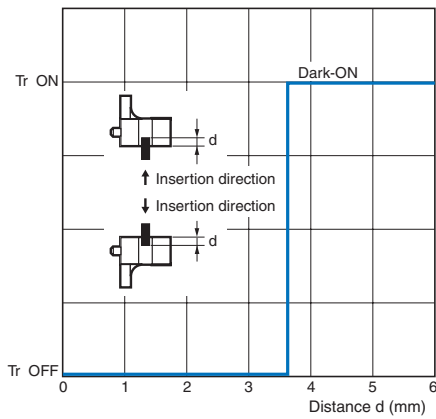 Tr ON
Dark-ON
d
Insertion direction
Insertion direction
d
Tr OFF
0 1 2 3 4 5 6
Distance d (mm)